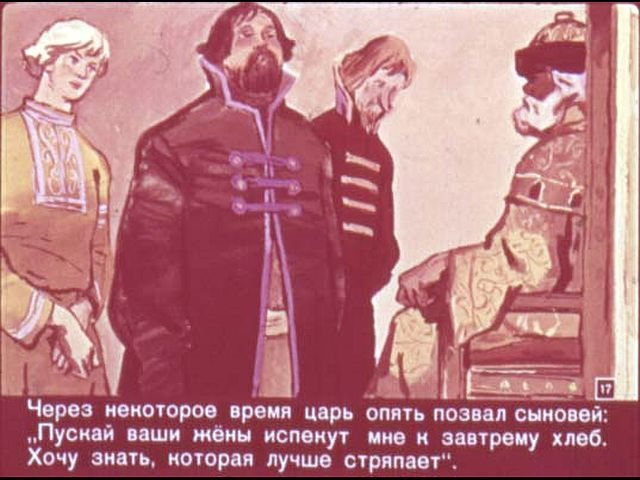 17
Через некоторое время царь опять позвал сыновей:
„Пускай ваши жёны испекут мне к завтрему хлеб.
Хочу знать, которая лучше стряпает“.